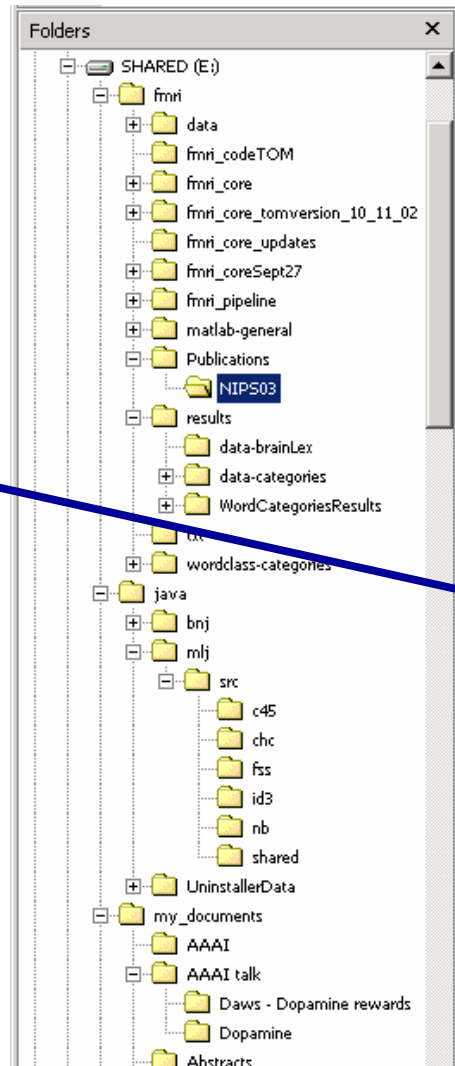 Folders
SHARED (E:)
fmri
data
fmri_codeTOM
fmri_core
fmri_core_tomversion_10_11_02
fmri_core_updates
fmri_coreSept27
fmri_pipeline
matlab-general
Publications
NIPS03
results
data-brainLex
data-categories
WordCategoriesResults
wordclass-categories
java
bnj
mlj
src
c45
chc
fss
id3
nb
shared
UninstallerData
my_documents
AAAI
AAAI talk
Daws - Dopamine rewards
Dopamine
Abstracts